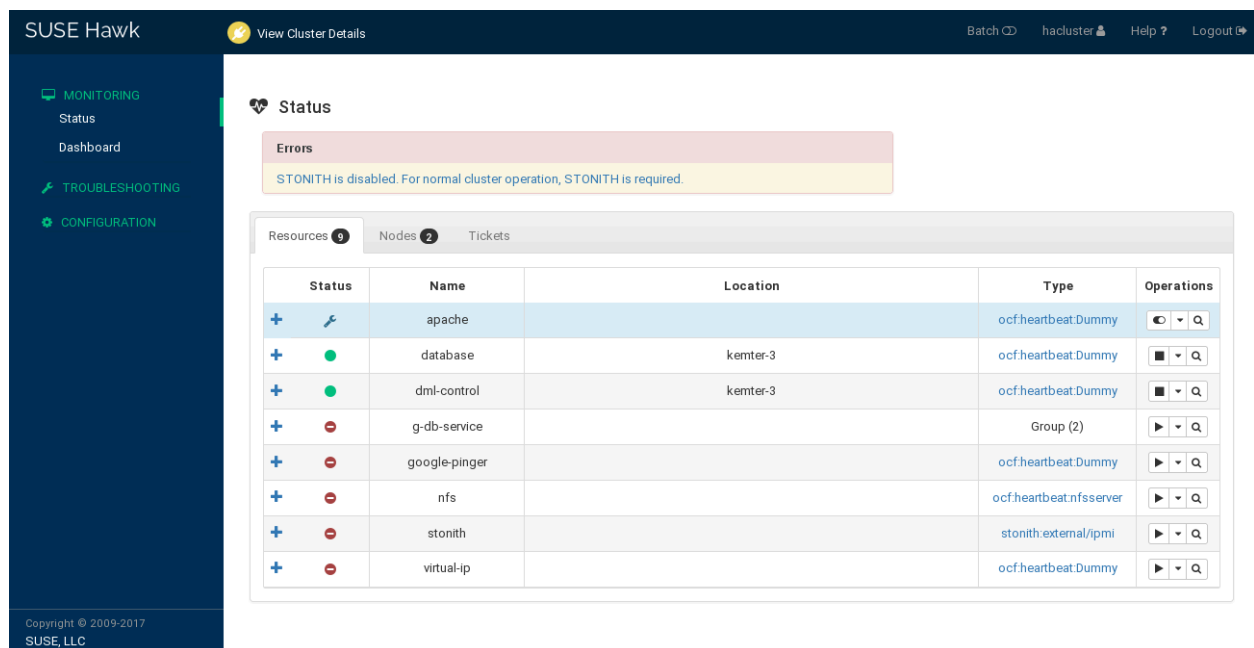 SUSE Hawk
View Cluster Details
Batch
hacluster
Help ?
Logout
MONITORING
Status
Dashboard
TROUBLESHOOTING
CONFIGURATION
Status
Errors
STONITH is disabled. For normal cluster operation, STONITH is required.
Resources 9 Nodes 2 Tickets
Status Name Location Type Operations
apache ocf:heartbeat:Dummy
database kemter-3 ocf:heartbeat:Dummy
dml-control kemter-3 ocf:heartbeat:Dummy
g-db-service Group (2)
google-pinger ocf:heartbeat:Dummy
nfs ocf:heartbeat:nfsserver
stonith stonith:external/ipmi
virtual-ip ocf:heartbeat:Dummy
Copyright © 2009-2017
SUSE, LLC